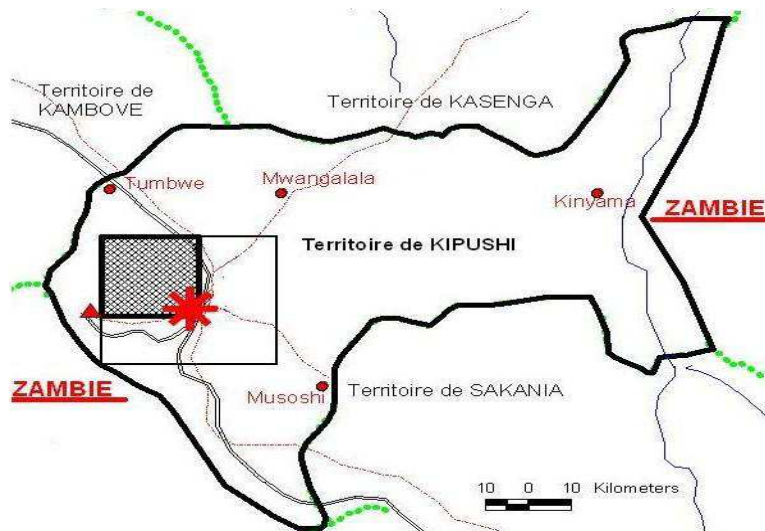 Territoire de
KAMBOVE
Territoire de KASENGA
Tumbwe
Mwangalala
Kinyama
ZAMBIE
Territoire de KIPUSHI
ZAMBIE
Musoshi
Territoire de SAKANIA
10 0 10 Kilometers